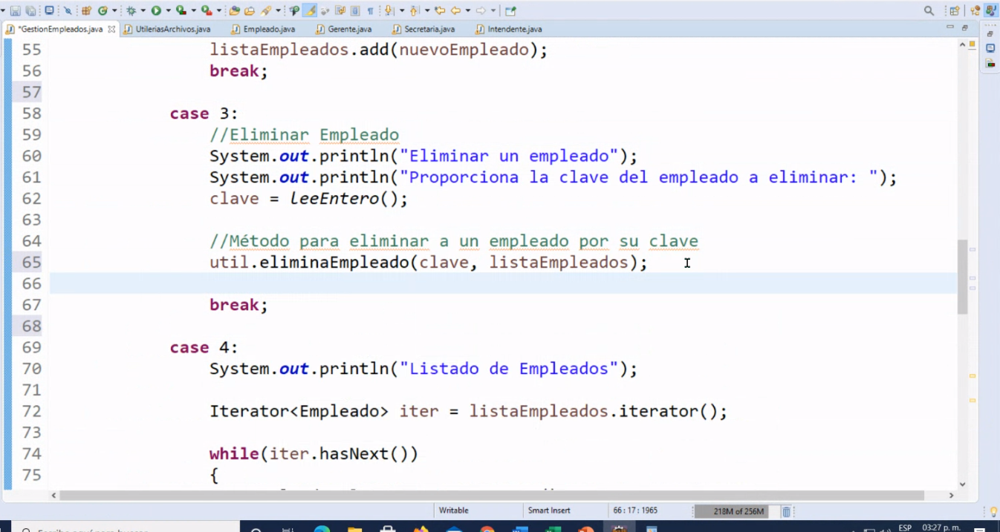 *GestionEmpleados.java UtileriasArchivos.java Empleado.java Gerente.java Secretaria.java Intendente.java
55 listaEmpleados.add(nuevoEmpleado);
56 break;
57
58 case 3:
59 //Eliminar Empleado
60 System.out.println("Eliminar un empleado");
61 System.out.println("Proporciona la clave del empleado a eliminar: ");
62 clave = leeEntero();
63
64 //Método para eliminar a un empleado por su clave
65 util.eliminaEmpleado(clave, listaEmpleados);
66
67 break;
68
69 case 4:
70 System.out.println("Listado de Empleados");
71
72 Iterator<Empleado> iter = listaEmpleados.iterator();
73
74 while(iter.hasNext())
75 {
Writable Smart Insert 66 : 17 : 1965 218M of 256M
ESP 03:27 p. m.